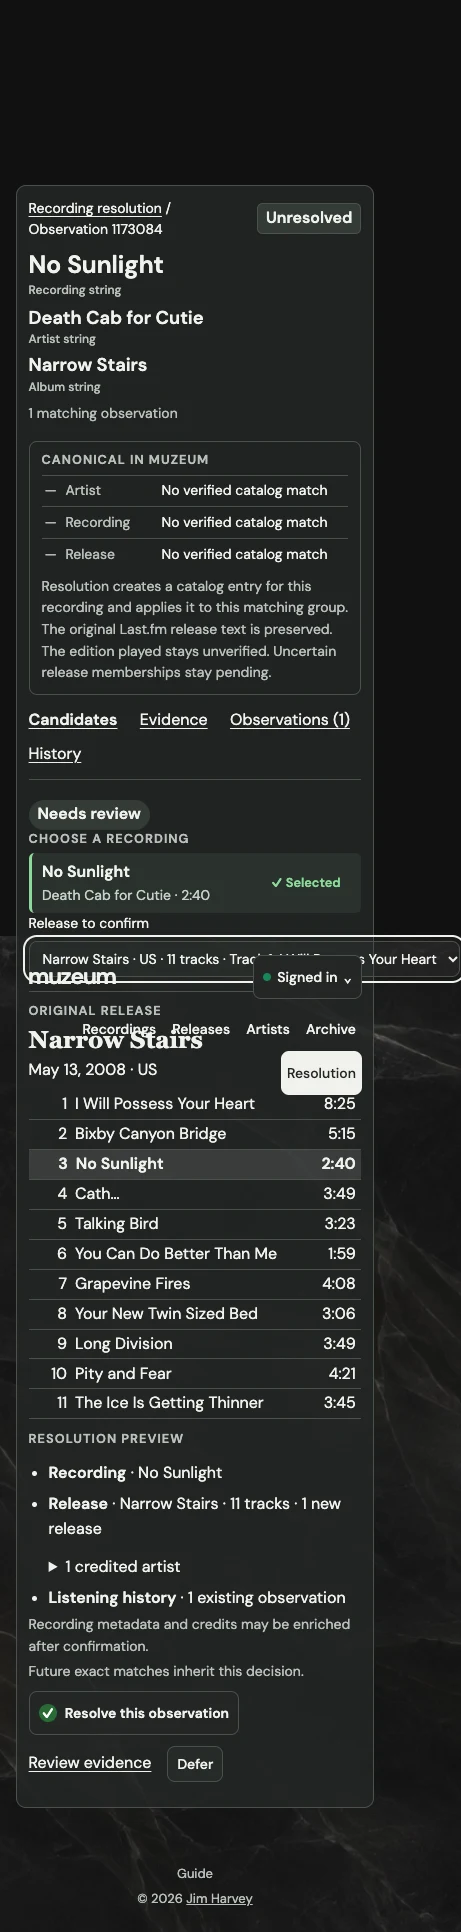 Recording resolution /
Observation 1173084
Unresolved
No Sunlight
Recording string
Death Cab for Cutie
Artist string
Narrow Stairs
Album string
1 matching observation
CANONICAL IN MUZEUM
— Artist No verified catalog match
— Recording No verified catalog match
— Release No verified catalog match
Resolution creates a catalog entry for this
recording and applies it to this matching group.
The original Last.fm release text is preserved.
The edition played stays unverified. Uncertain
release memberships stay pending.
Candidates Evidence Observations (1)
History
Needs review
CHOOSE A RECORDING
No Sunlight
Death Cab for Cutie · 2:40
✓ Selected
Release to confirm
Narrow Stairs · US · 11 tracks · Your Heart
muzeum
Signed in
ORIGINAL RELEASE
Recordings Releases Artists Archive
Narrow Stairs
May 13, 2008 · US
Resolution
1 I Will Possess Your Heart 8:25
2 Bixby Canyon Bridge 5:15
3 No Sunlight 2:40
4 Cath... 3:49
5 Talking Bird 3:23
6 You Can Do Better Than Me 1:59
7 Grapevine Fires 4:08
8 Your New Twin Sized Bed 3:06
9 Long Division 3:49
10 Pity and Fear 4:21
11 The Ice Is Getting Thinner 3:45
RESOLUTION PREVIEW
• Recording · No Sunlight
• Release · Narrow Stairs · 11 tracks · 1 new
release
▶ 1 credited artist
• Listening history · 1 existing observation
Recording metadata and credits may be enriched
after confirmation.
Future exact matches inherit this decision.
Resolve this observation
Review evidence Defer
Guide
© 2026 Jim Harvey